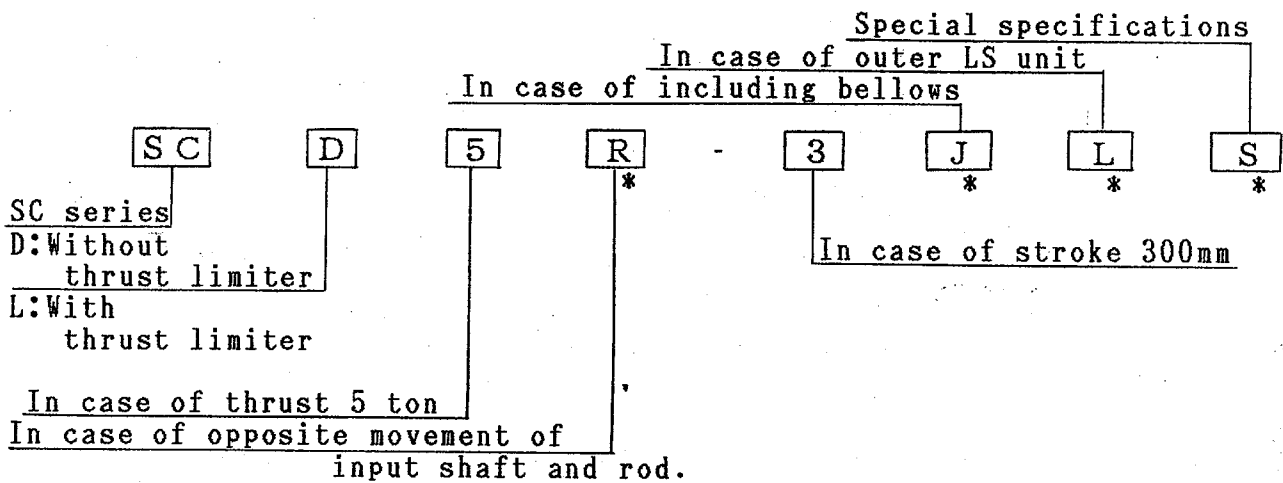 Special specifications
In case of outer LS unit
In case of including bellows
SC D 5 R - 3 J L S
* * * *
SC series
D:Without
thrust limiter
In case of stroke 300mm
L:With
thrust limiter
In case of thrust 5 ton
In case of opposite movement of
input shaft and rod.